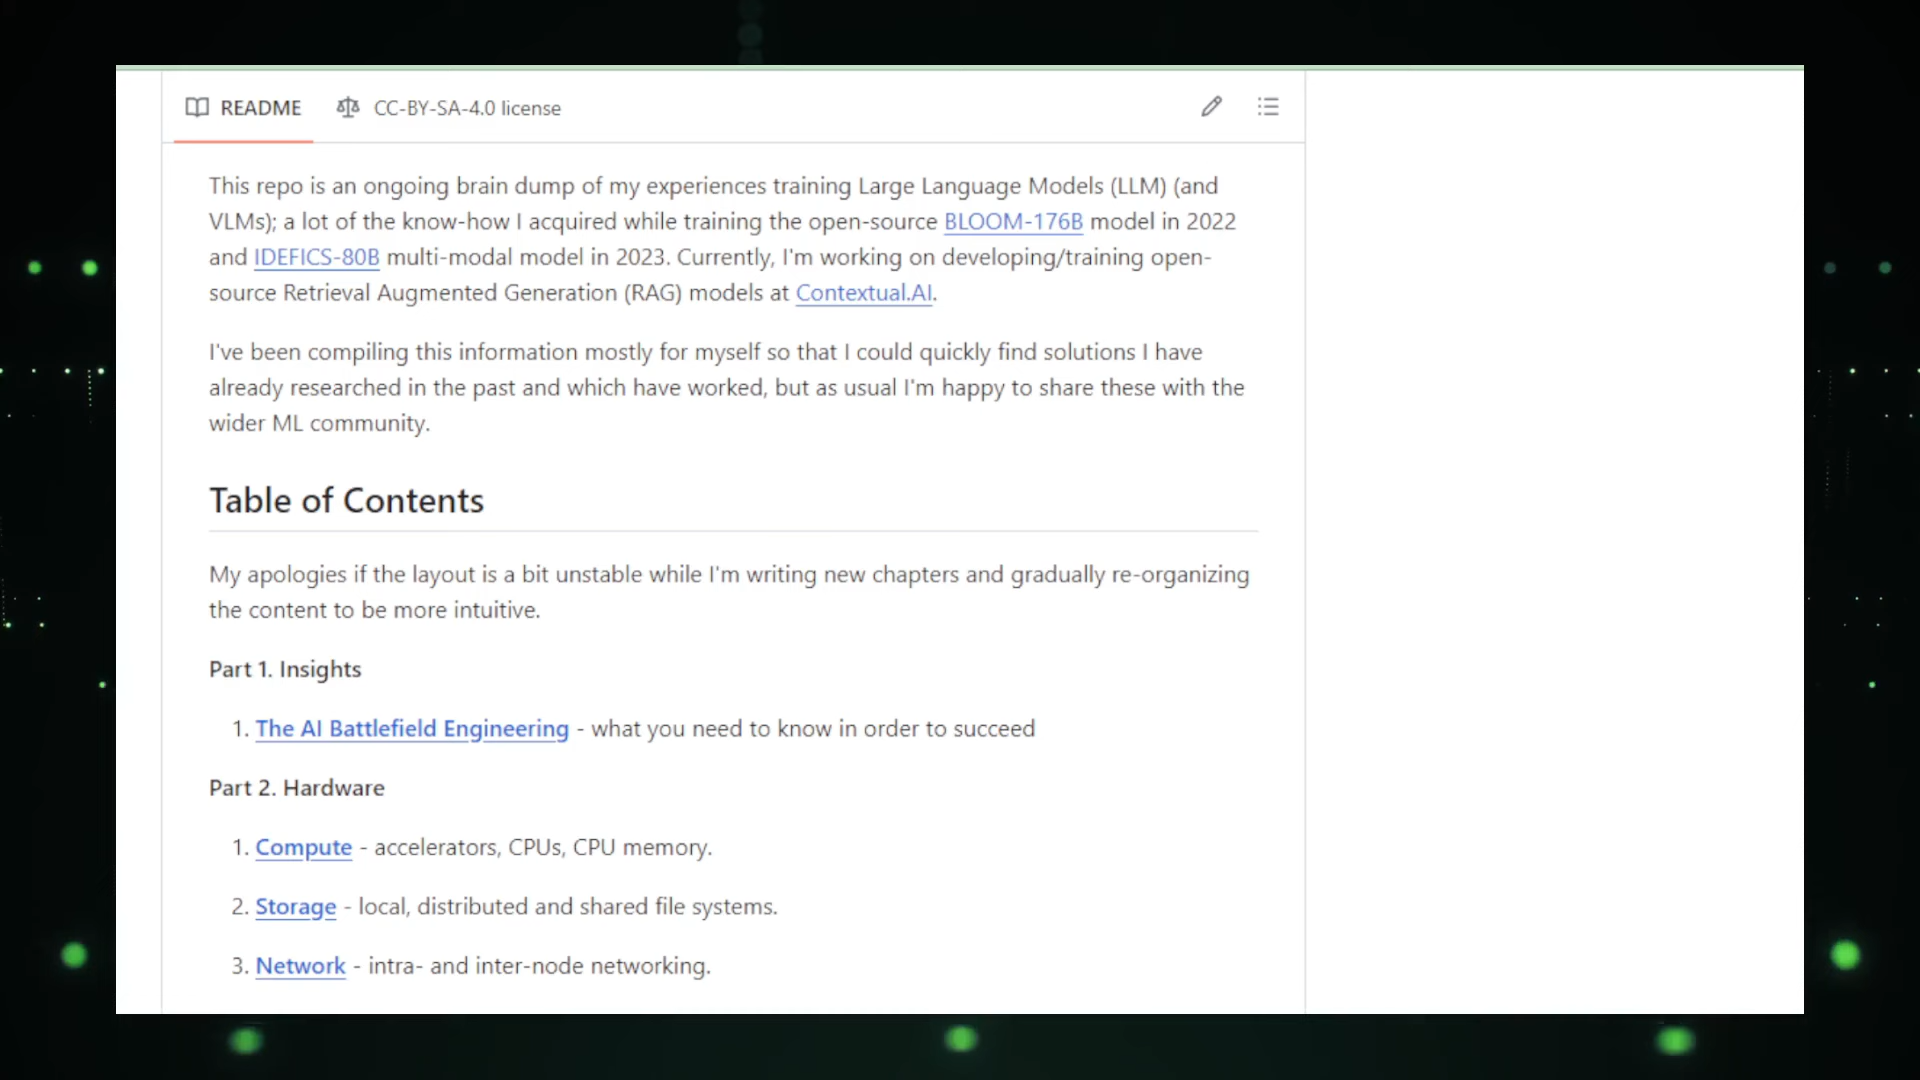 README CC-BY-SA-4.0 license
This repo is an ongoing brain dump of my experiences training Large Language Models (LLM) (and
VLMs); a lot of the know-how I acquired while training the open-source BLOOM-176B model in 2022
and IDEFICS-80B multi-modal model in 2023. Currently, I'm working on developing/training open-
source Retrieval Augmented Generation (RAG) models at Contextual.AI.
I've been compiling this information mostly for myself so that I could quickly find solutions I have
already researched in the past and which have worked, but as usual I'm happy to share these with the
wider ML community.
Table of Contents
My apologies if the layout is a bit unstable while I'm writing new chapters and gradually re-organizing
the content to be more intuitive.
Part 1. Insights
1. The AI Battlefield Engineering - what you need to know in order to succeed
Part 2. Hardware
1. Compute - accelerators, CPUs, CPU memory.
2. Storage - local, distributed and shared file systems.
3. Network - intra- and inter-node networking.